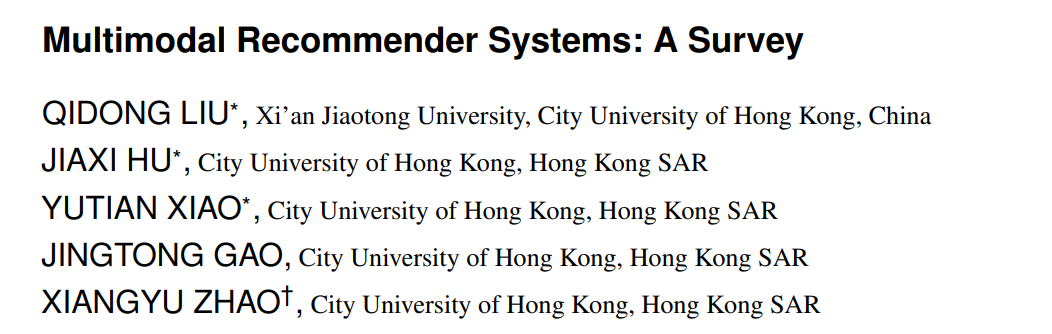 Multimodal Recommender Systems: A Survey
QIDONG LIU*, Xi'an Jiaotong University, City University of Hong Kong, China
JIAXI HU*, City University of Hong Kong, Hong Kong SAR
YUTIAN XIAO*, City University of Hong Kong, Hong Kong SAR
JINGTONG GAO, City University of Hong Kong, Hong Kong SAR
XIANGYU ZHAO†, City University of Hong Kong, Hong Kong SAR